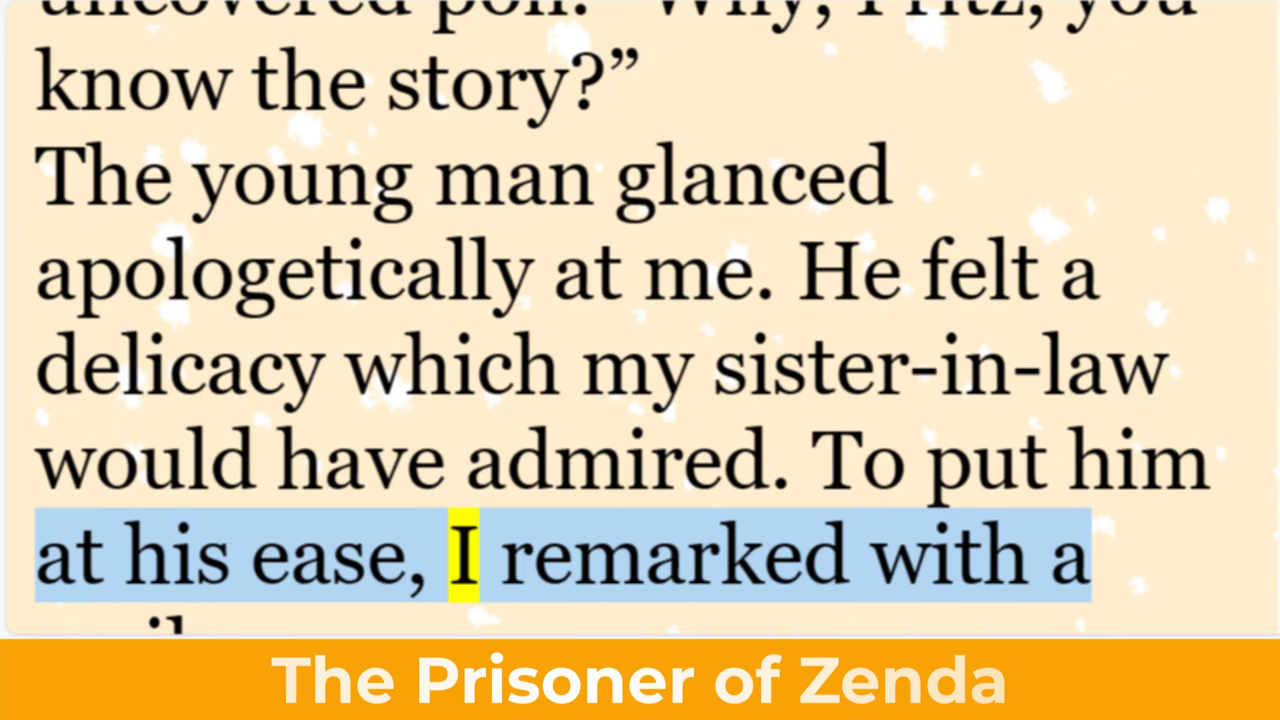 know the story?”
The young man glanced
apologetically at me. He felt a
delicacy which my sister-in-law
would have admired. To put him
at his ease, I remarked with a
The Prisoner of Zenda